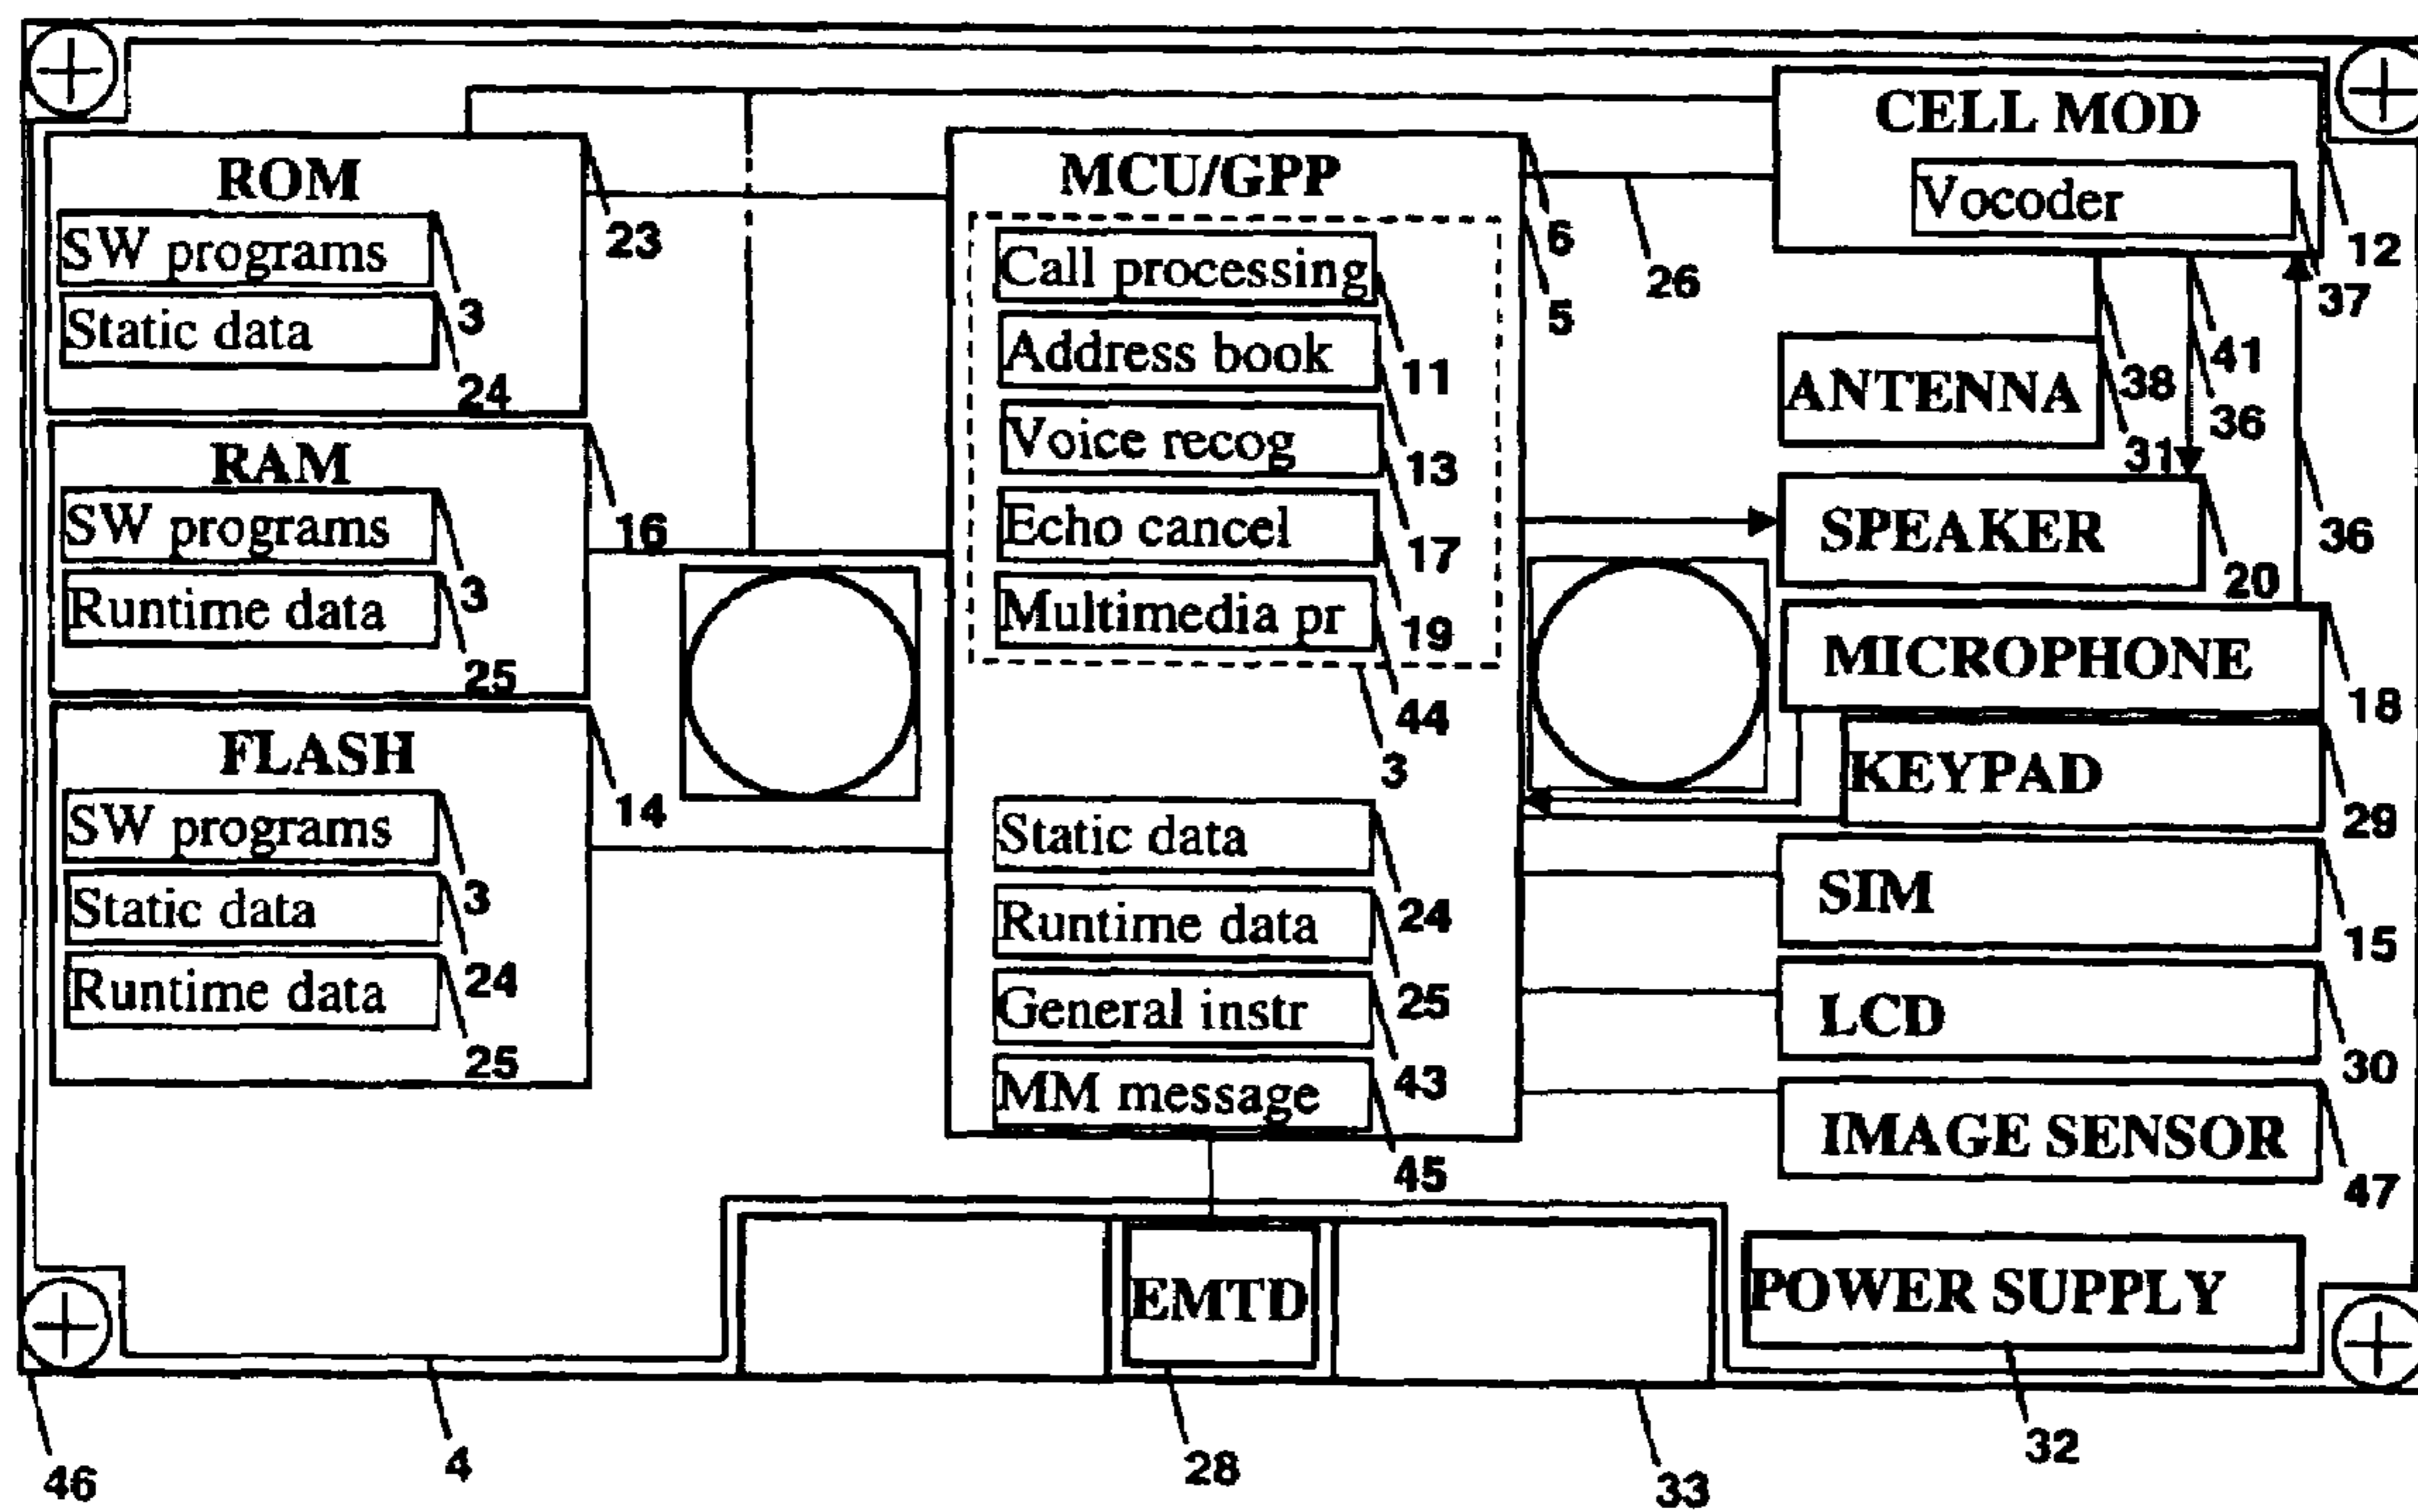 ROM
SW programs
3
Static data
24
23
RAM
SW programs
3
Runtime data
25
16
FLASH
SW programs
3
Static data
24
Runtime data
25
14
MCU/GPP
6
5
Call processing
11
Address book
13
Voice recog
17
Echo cancel
19
Multimedia pr
44
3
Static data
24
Runtime data
25
General instr
43
MM message
45
26
CELL MOD
12
Vocoder
37
38
41
36
36
ANTENNA
31
SPEAKER
20
MICROPHONE
18
KEYPAD
29
SIM
15
LCD
30
IMAGE SENSOR
47
EMTD
POWER SUPPLY
46
4
28
33
32